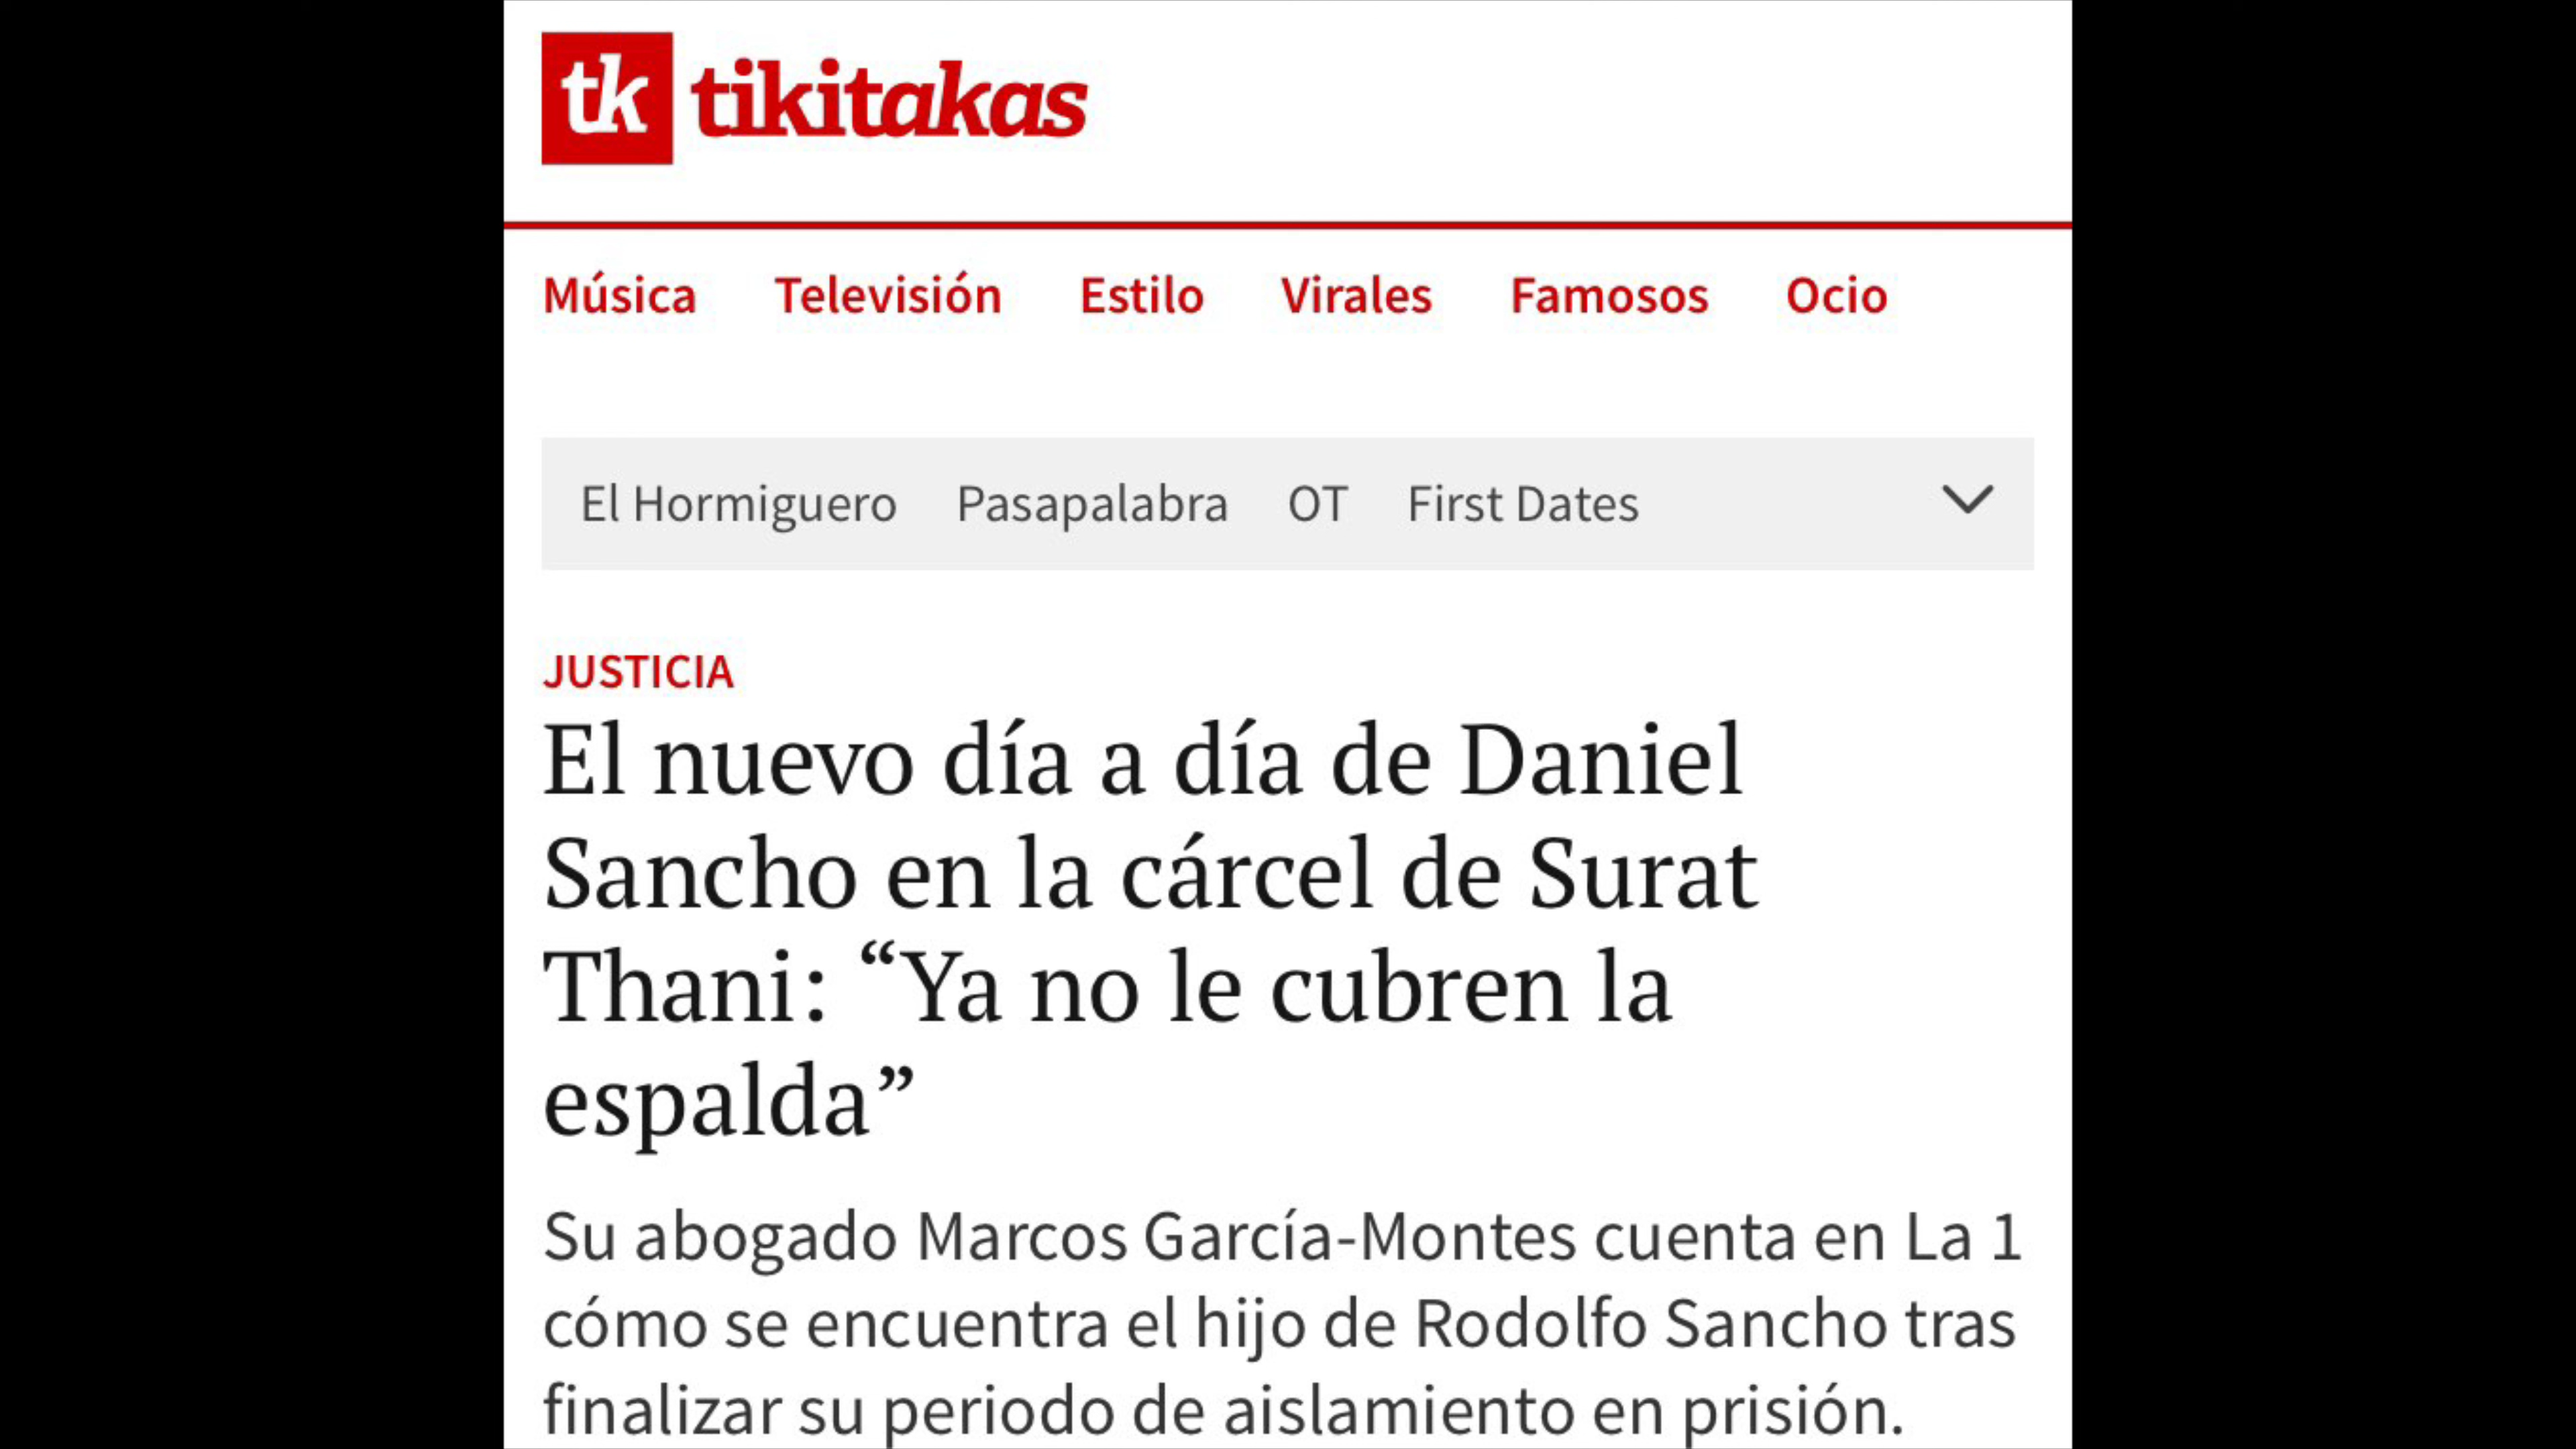 tk tikitakas
Música Televisión Estilo Virales Famosos Ocio
El Hormiguero Pasapalabra OT First Dates
JUSTICIA
El nuevo día a día de Daniel
Sancho en la cárcel de Surat
Thani: “Ya no le cubren la
espalda”
Su abogado Marcos García-Montes cuenta en La 1
cómo se encuentra el hijo de Rodolfo Sancho tras
finalizar su periodo de aislamiento en prisión.